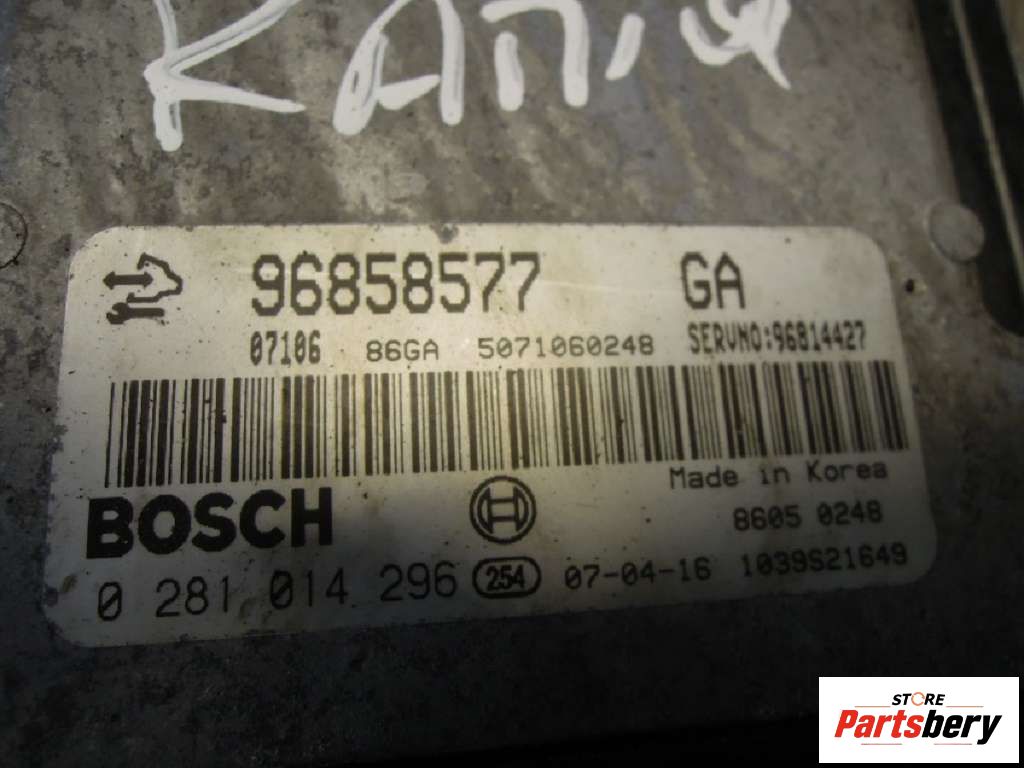 КАПЦ
96858577 GA
07106 86GA 5071060248 SERVNO:96814427
Made in Korea
BOSCH
8605 0248
0 281 014 296 254 07-04-16 1039S21649
STORE
Partsbery